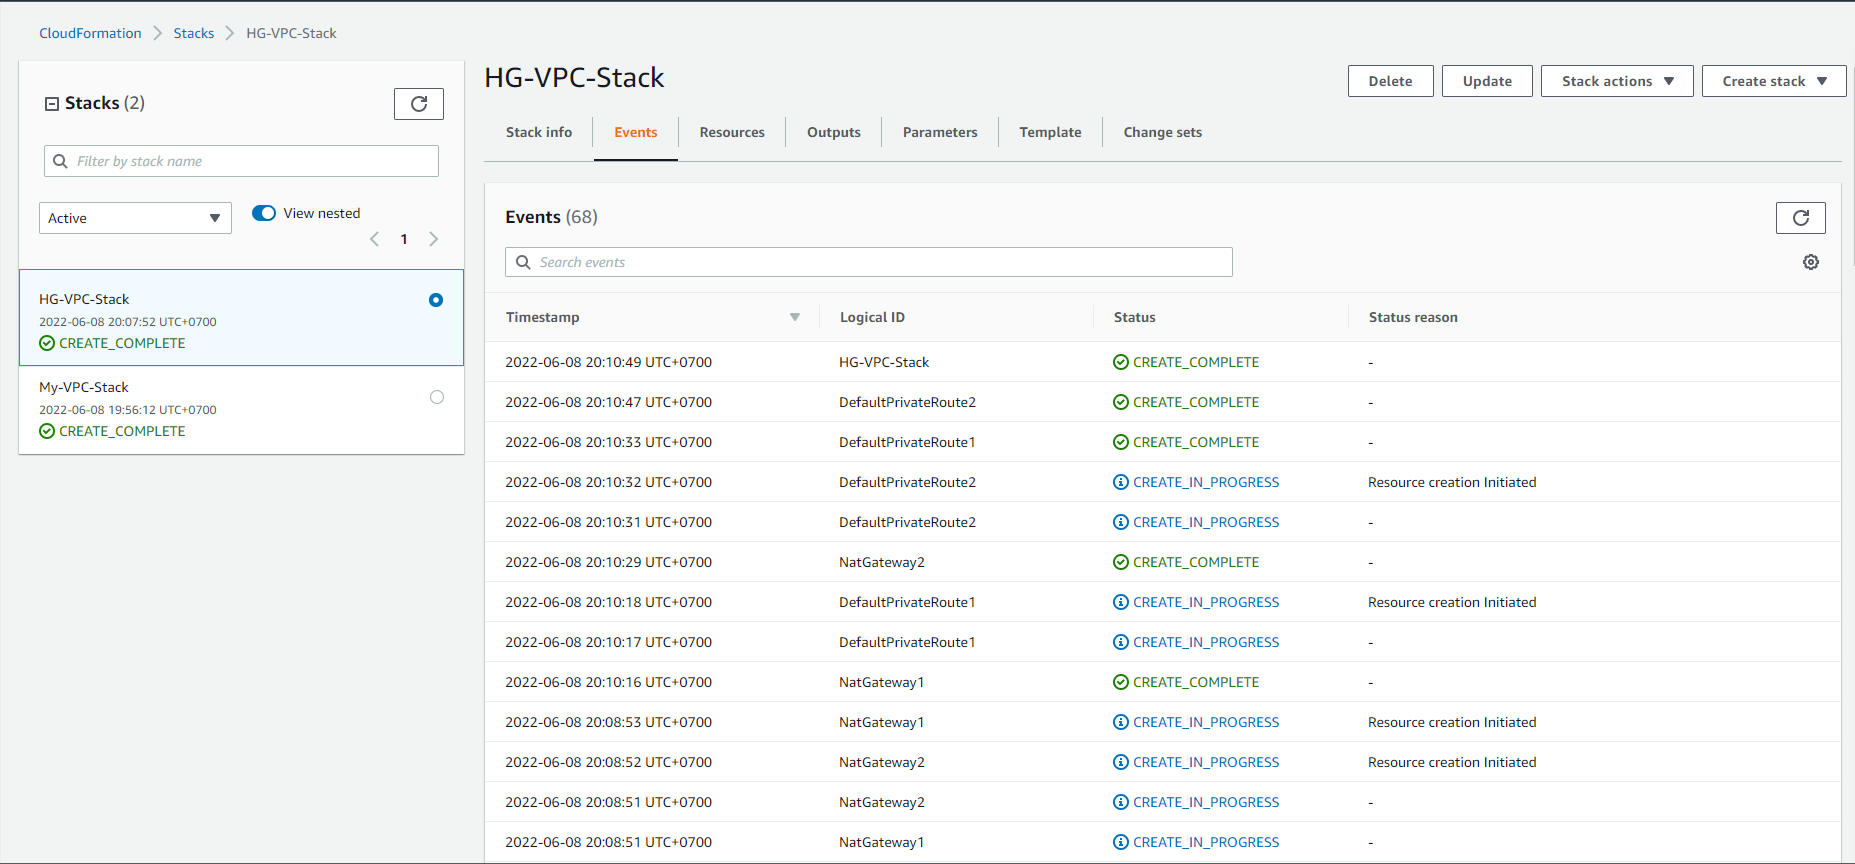 CloudFormation > Stacks > HG-VPC-Stack
Stacks (2)
Filter by stack name
Active
View nested
1
HG-VPC-Stack
2022-06-08 20:07:52 UTC+0700
CREATE_COMPLETE
My-VPC-Stack
2022-06-08 19:56:12 UTC+0700
CREATE_COMPLETE
HG-VPC-Stack
Delete Update Stack actions Create stack
Stack info Events Resources Outputs Parameters Template Change sets
Events (68)
Search events
Timestamp Logical ID Status Status reason
2022-06-08 20:10:49 UTC+0700 HG-VPC-Stack CREATE_COMPLETE -
2022-06-08 20:10:47 UTC+0700 DefaultPrivateRoute2 CREATE_COMPLETE -
2022-06-08 20:10:33 UTC+0700 DefaultPrivateRoute1 CREATE_COMPLETE -
2022-06-08 20:10:32 UTC+0700 DefaultPrivateRoute2 CREATE_IN_PROGRESS Resource creation Initiated
2022-06-08 20:10:31 UTC+0700 DefaultPrivateRoute2 CREATE_IN_PROGRESS -
2022-06-08 20:10:29 UTC+0700 NatGateway2 CREATE_COMPLETE -
2022-06-08 20:10:18 UTC+0700 DefaultPrivateRoute1 CREATE_IN_PROGRESS Resource creation Initiated
2022-06-08 20:10:17 UTC+0700 DefaultPrivateRoute1 CREATE_IN_PROGRESS -
2022-06-08 20:10:16 UTC+0700 NatGateway1 CREATE_COMPLETE -
2022-06-08 20:08:53 UTC+0700 NatGateway1 CREATE_IN_PROGRESS Resource creation Initiated
2022-06-08 20:08:52 UTC+0700 NatGateway2 CREATE_IN_PROGRESS Resource creation Initiated
2022-06-08 20:08:51 UTC+0700 NatGateway2 CREATE_IN_PROGRESS -
2022-06-08 20:08:51 UTC+0700 NatGateway1 CREATE_IN_PROGRESS -